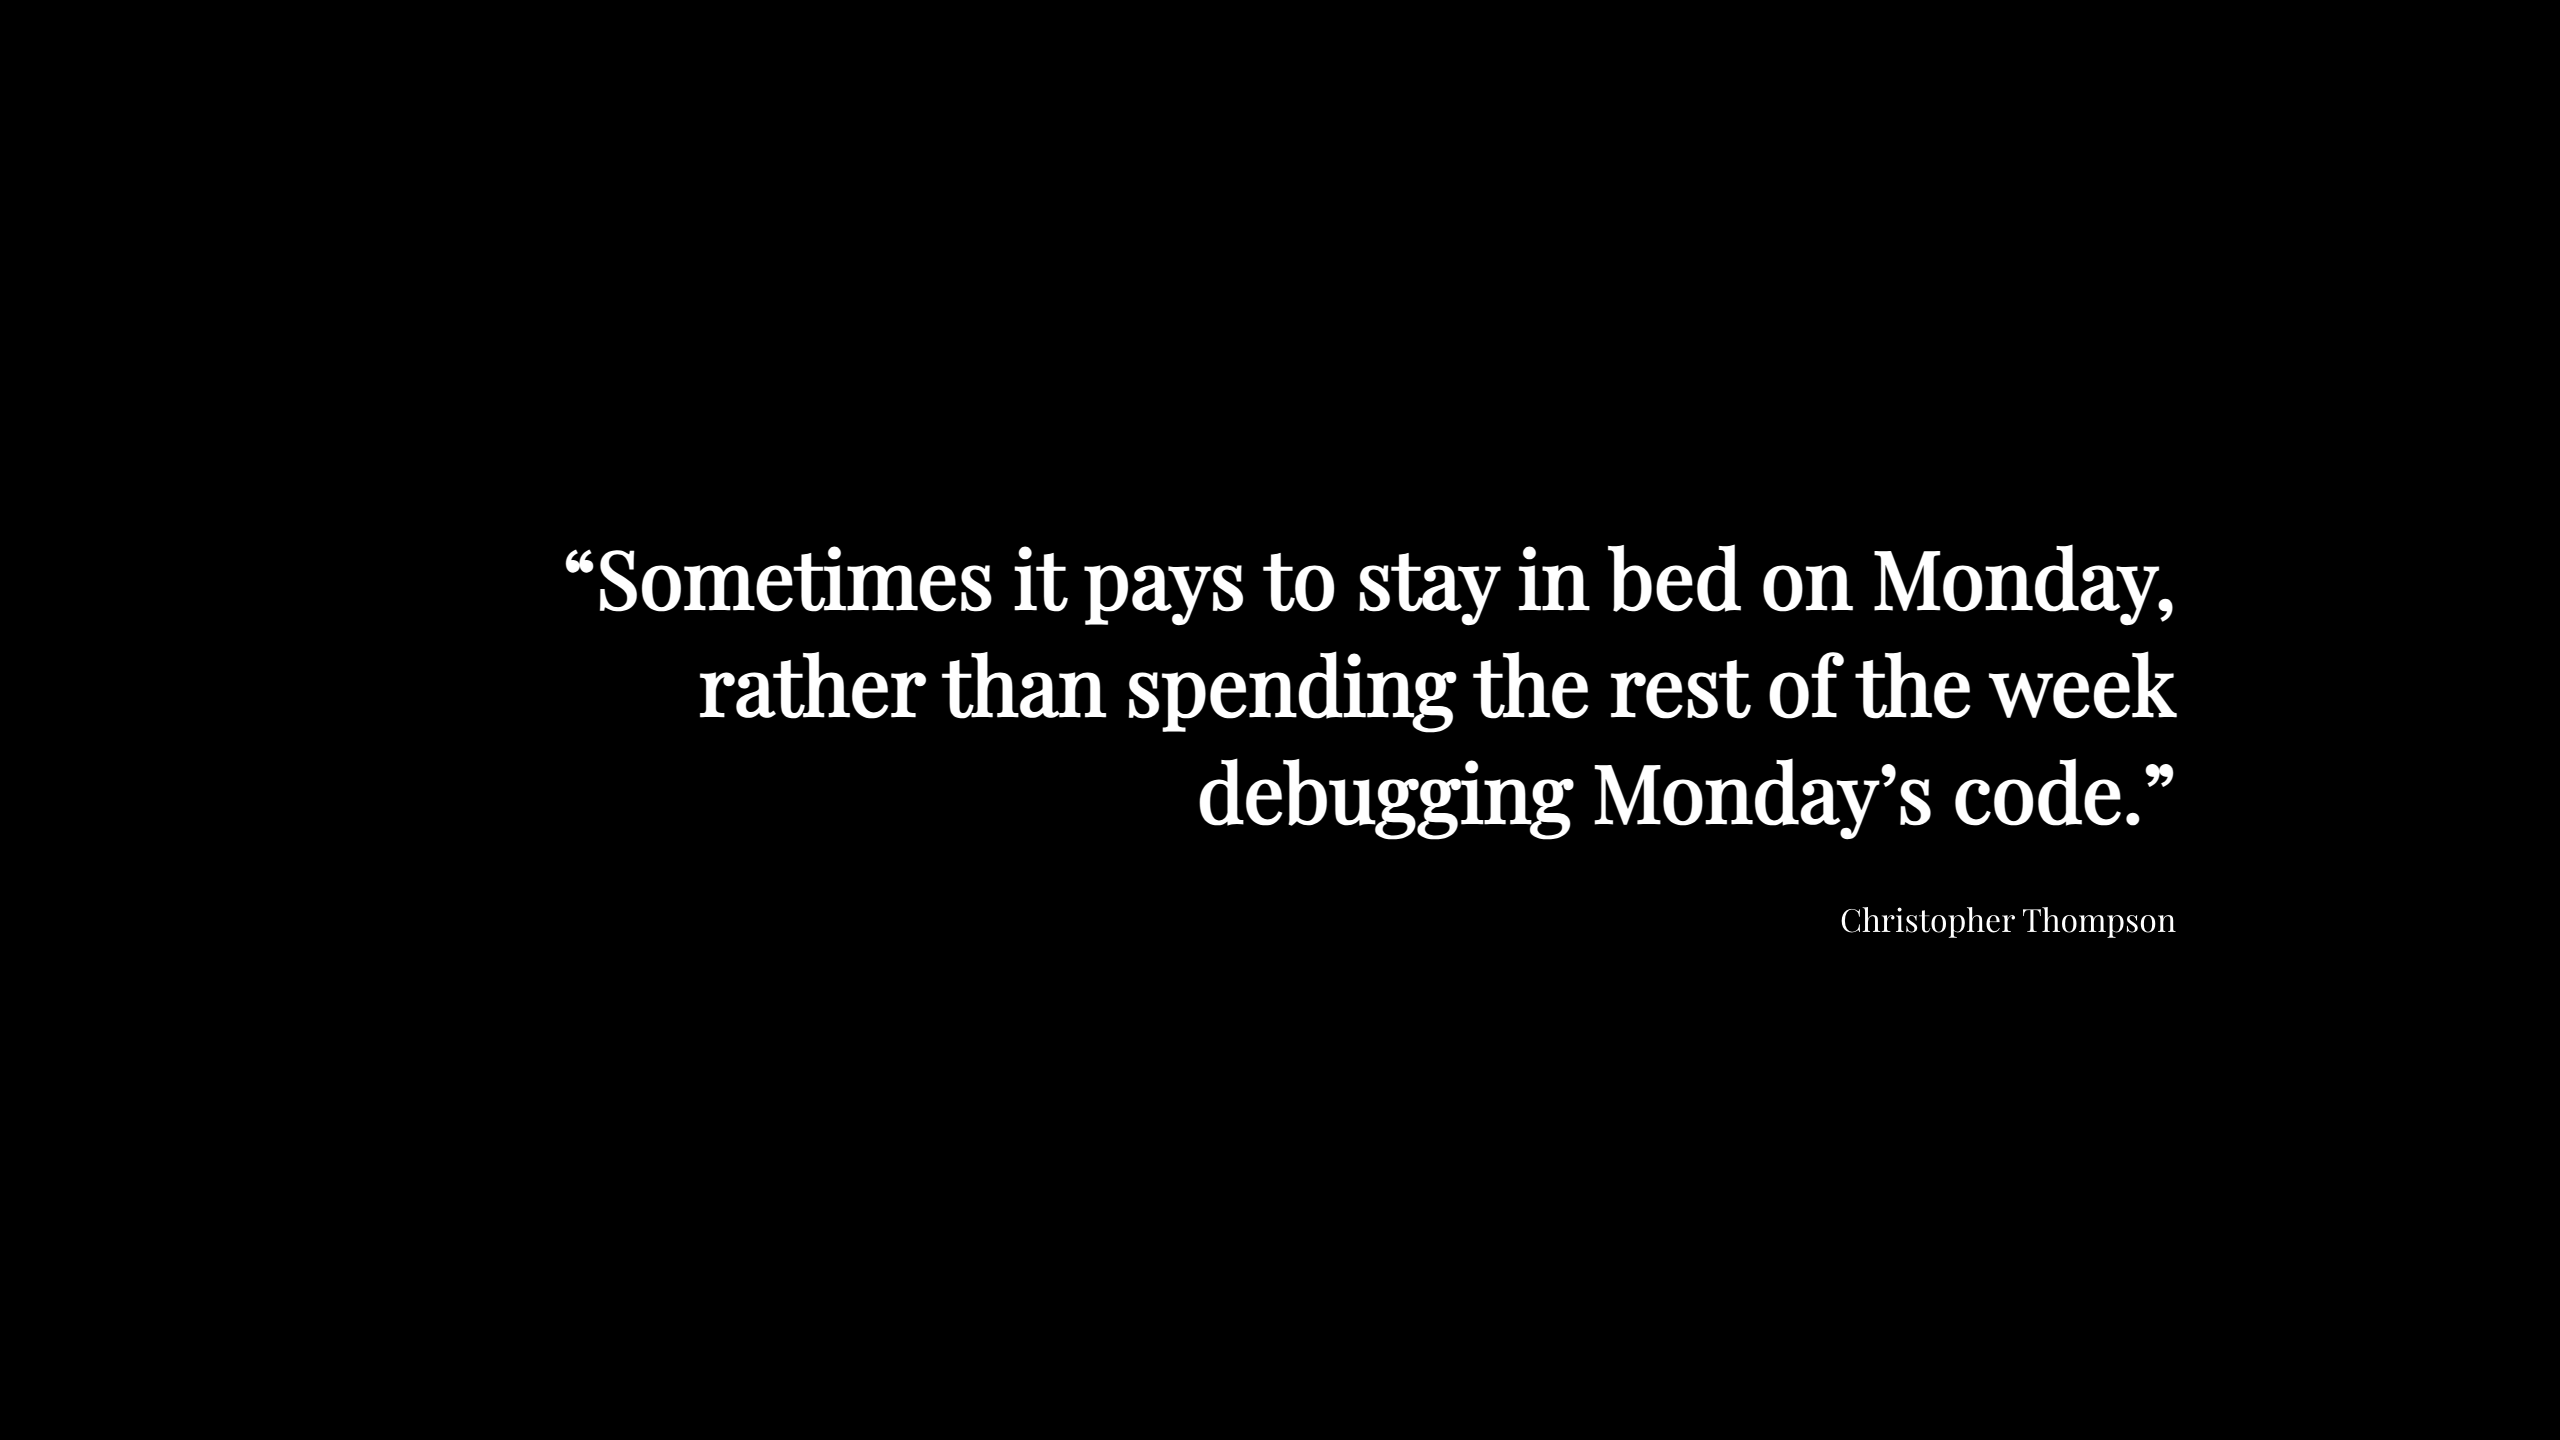 “Sometimes it pays to stay in bed on Monday,
rather than spending the rest of the week
debugging Monday’s code.”
Christopher Thompson